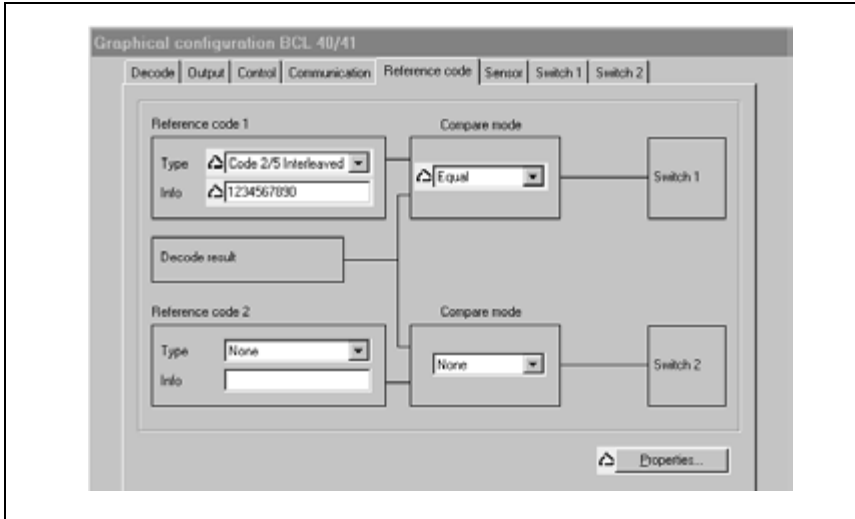 Graphical configuration BCL 40/41
Decode Output Control Communication Reference code Sensor Switch 1 Switch 2
Reference code 1
Compare mode
Type Code 2/5 Interleaved
Equal
Switch 1
Info 1234567890
Decode result
Reference code 2
Compare mode
Type None
None
Switch 2
Info
Properties...